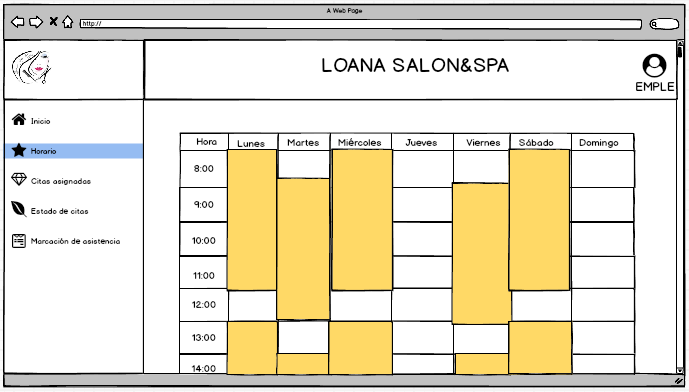 A Web Page
http://
LOANA SALON&SPA
EMPLE
Inicio
Horario
Citas asignadas
Estado de citas
Marcación de asistencia
Hora Lunes Martes Miércoles Jueves Viernes Sábado Domingo
8:00
9:00
10:00
11:00
12:00
13:00
14:00